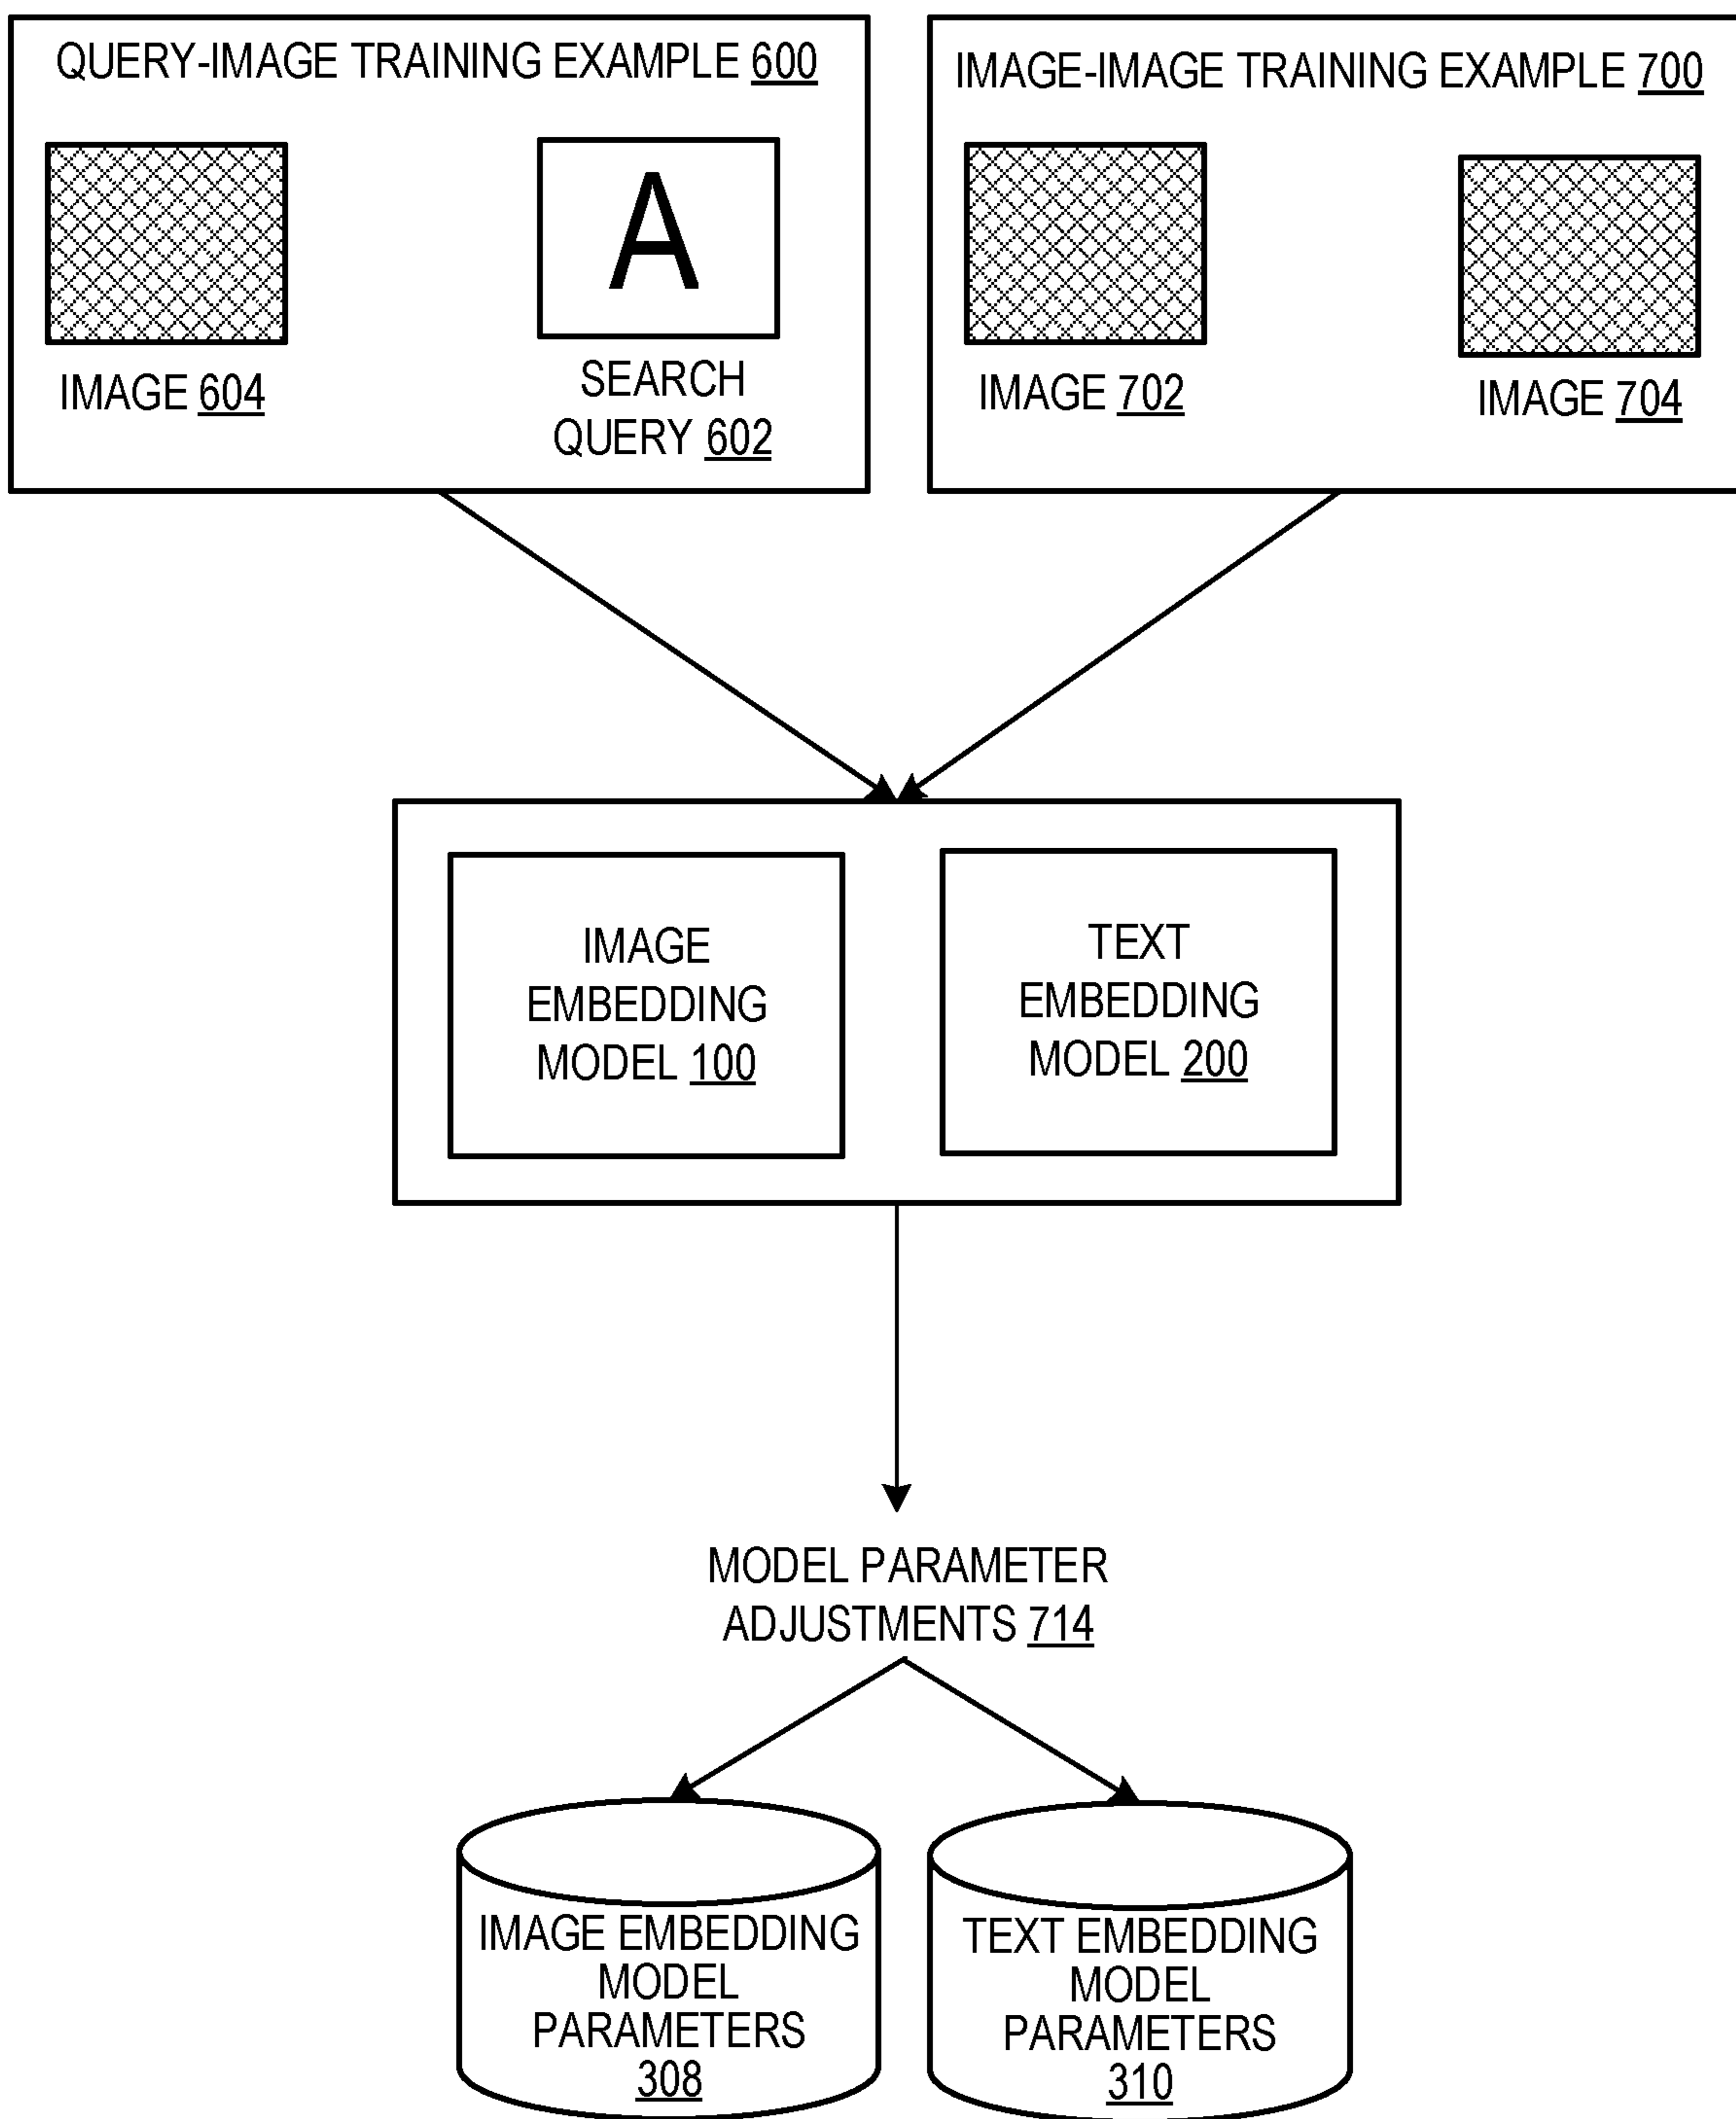 QUERY-IMAGE TRAINING EXAMPLE 600
A
IMAGE 604
SEARCH
QUERY 602
IMAGE-IMAGE TRAINING EXAMPLE 700
IMAGE 702
IMAGE 704
IMAGE
EMBEDDING
MODEL 100
TEXT
EMBEDDING
MODEL 200
MODEL PARAMETER
ADJUSTMENTS 714
IMAGE EMBEDDING
MODEL
PARAMETERS
308
TEXT EMBEDDING
MODEL
PARAMETERS
310